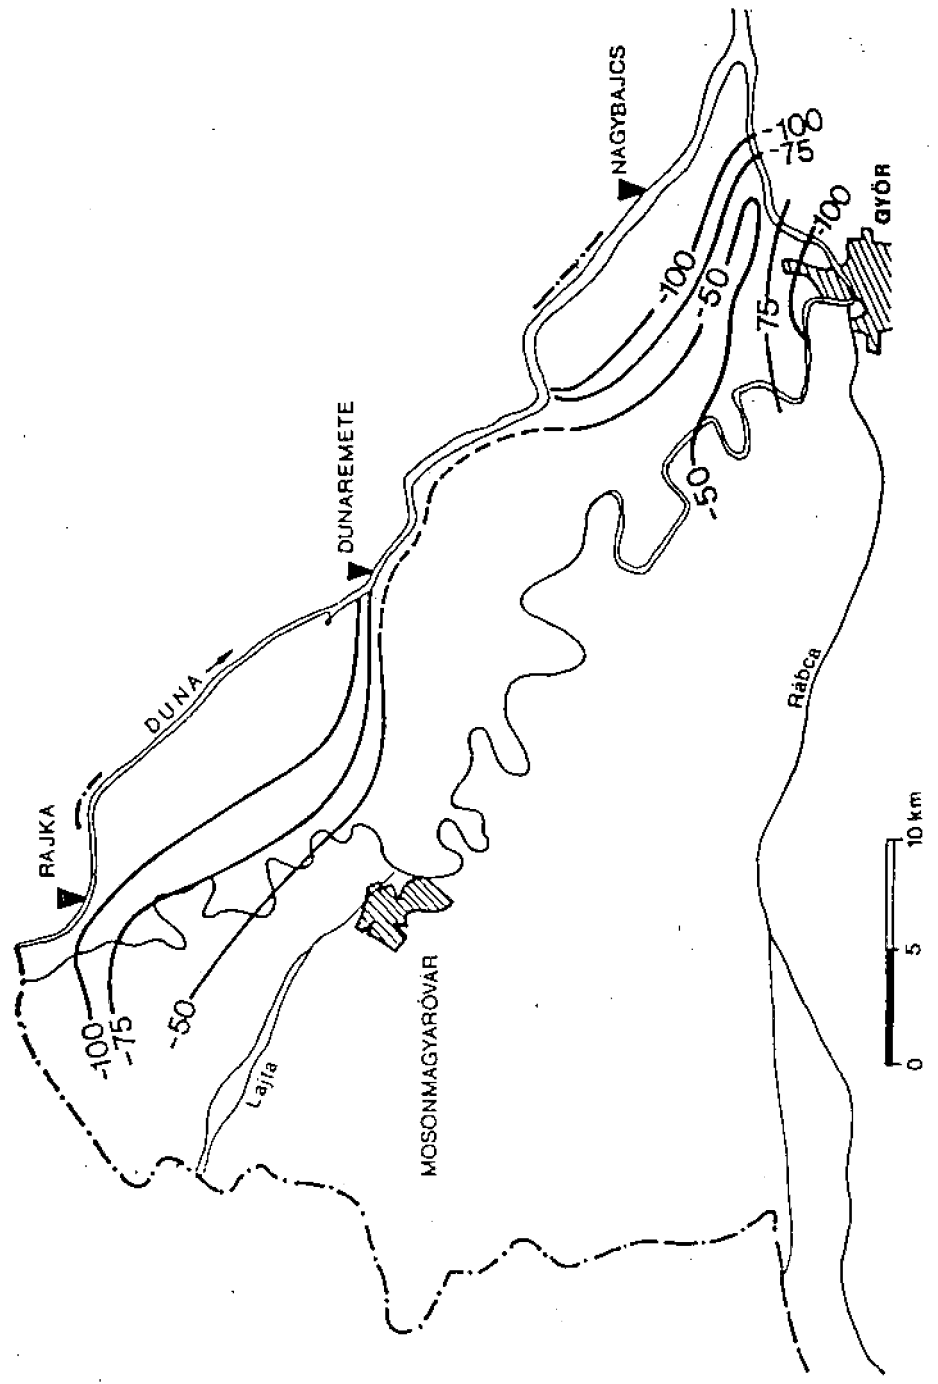 RAJKA
DUNA
DUNAREMETE
NAGYBAJCS
-100
-75
-50
Lajta
MOSONMAGYARÓVÁR
-100
-50
-100
-75
-50
75
-100
GYŐR
Rábca
0 5 10 km